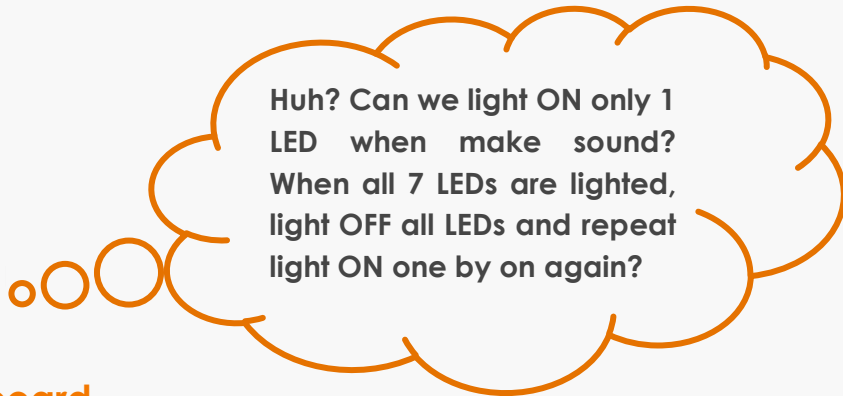 Huh? Can we light ON only 1
LED when make sound?
When all 7 LEDs are lighted,
light OFF all LEDs and repeat
light ON one by on again?